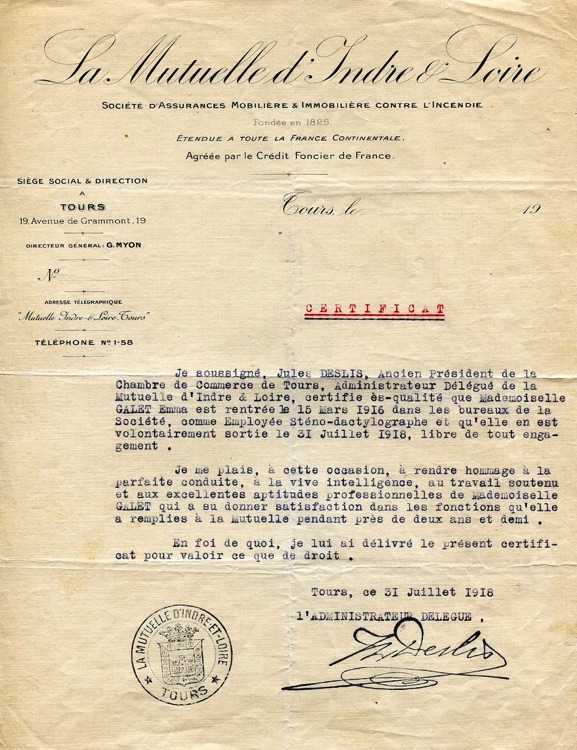 La Mutuelle d'Indre & Loire
SOCIÉTÉ D'ASSURANCES MOBILIÈRE & IMMOBILIÈRE CONTRE L'INCENDIE
Fondée en 1825.
ETENDUE A TOUTE LA FRANCE CONTINENTALE.
Agréée par le Crédit Foncier de France.
SIÈGE SOCIAL & DIRECTION
A
TOURS
19, Avenue de Grammont, 19
DIRECTEUR GÉNÉRAL: G. MYON
No
ADRESSE TÉLÉGRAPHIQUE
"Mutuelle Indre-&-Loire Tours"
TÉLÉPHONE No 1-58
Tours, le 19
CERTIFICAT
Je soussigné, Jules DESLIS, Ancien Président de la
Chambre de Commerce de Tours, Administrateur Délégué de la
Mutuelle d'Indre & Loire, certifie ès-qualité que Mademoiselle
GALET Emma est rentrée le 15 Mars 1916 dans les bureaux de la
Société, comme Employée Sténo-dactylographe et qu'elle en est
volontairement sortie le 31 Juillet 1918, libre de tout enga-
gement .
Je me plais, à cette occasion, à rendre hommage à la
parfaite conduite, à la vive intelligence, au travail soutenu
et aux excellentes aptitudes professionnelles de Mademoiselle
GALET qui a su donner satisfaction dans les fonctions qu'elle
a remplies à la Mutuelle pendant près de deux ans et demi .
En foi de quoi, je lui ai délivré le présent certifi-
cat pour valoir ce que de droit .
Tours, ce 31 Juillet 1918
l'ADMINISTRATEUR DELEGUE .
LA MUTUELLE D'INDRE-ET-LOIRE
TOURS
Deslis